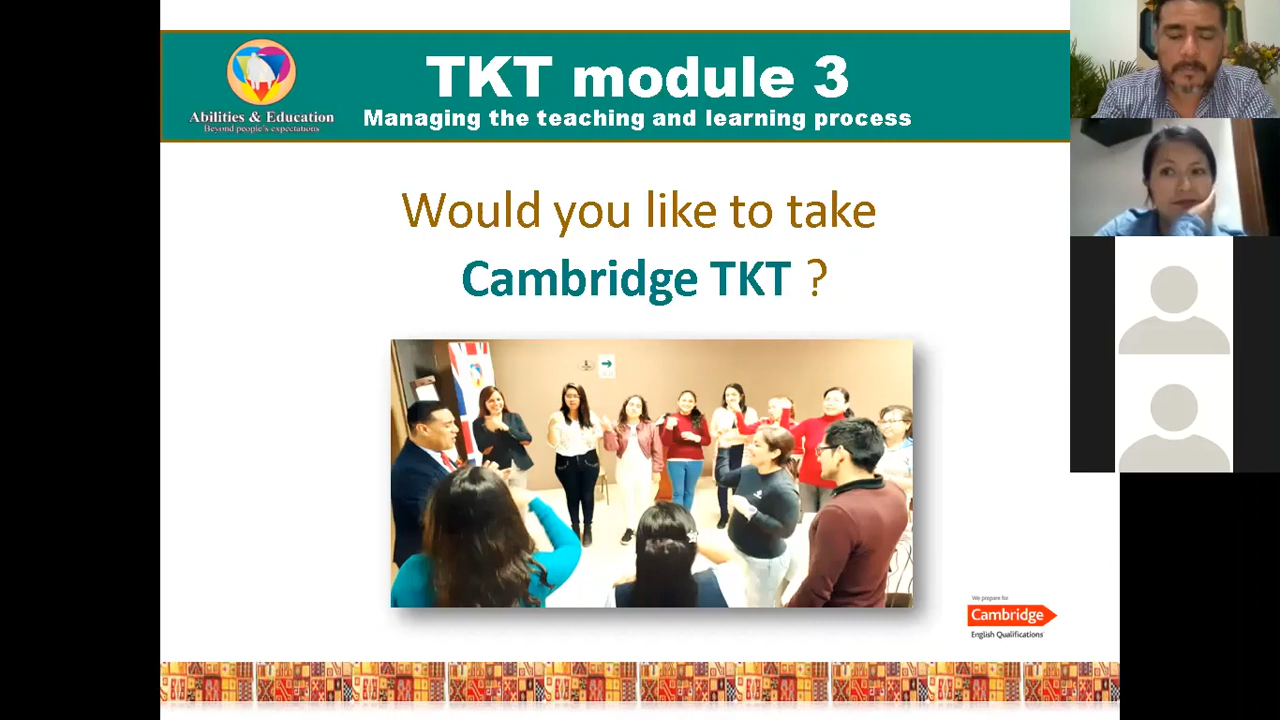 TKT module 3
Managing the teaching and learning process
Abilities & Education
Beyond people's expectations
Would you like to take
Cambridge TKT ?
We prepare for
Cambridge
English Qualifications